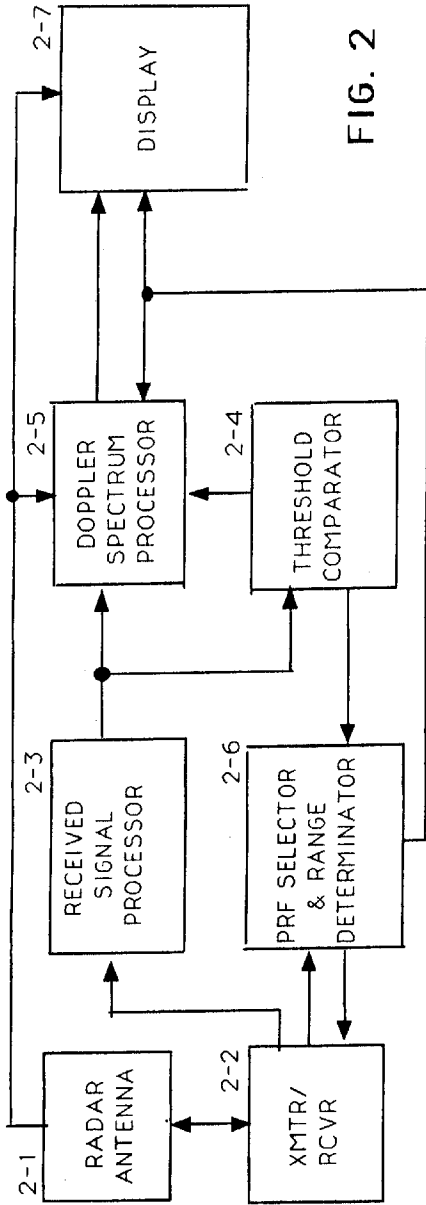 2-1
RADAR
ANTENNA
2-2
XMTR/
RCVR
2-3
RECEIVED
SIGNAL
PROCESSOR
2-6
PRF SELECTOR
& RANGE
DETERMINATOR
2-5
DOPPLER
SPECTRUM
PROCESSOR
2-4
THRESHOLD
COMPARATOR
2-7
DISPLAY
FIG. 2